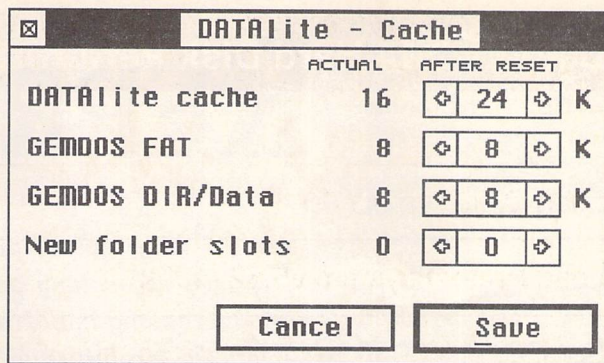 DATAlite - Cache
ACTUAL AFTER RESET
DATAlite cache 16 24 K
GEMDOS FAT 8 8 K
GEMDOS DIR/Data 8 8 K
New folder slots 0 0
Cancel Save